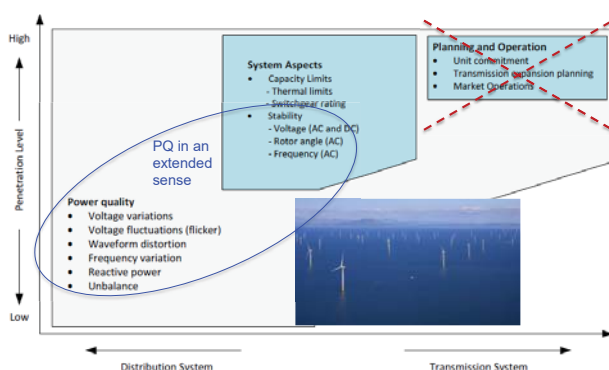 High
Penetration Level
Low
System Aspects
• Capacity Limits
- Thermal limits
- Switchgear rating
• Stability
- Voltage (AC and DC)
- Rotor angle (AC)
- Frequency (AC)
Planning and Operation
• Unit commitment
• Transmission expansion planning
• Market Operations
PQ in an
extended
sense
Power quality
• Voltage variations
• Voltage fluctuations (flicker)
• Waveform distortion
• Frequency variation
• Reactive power
• Unbalance
Distribution System
Transmission System